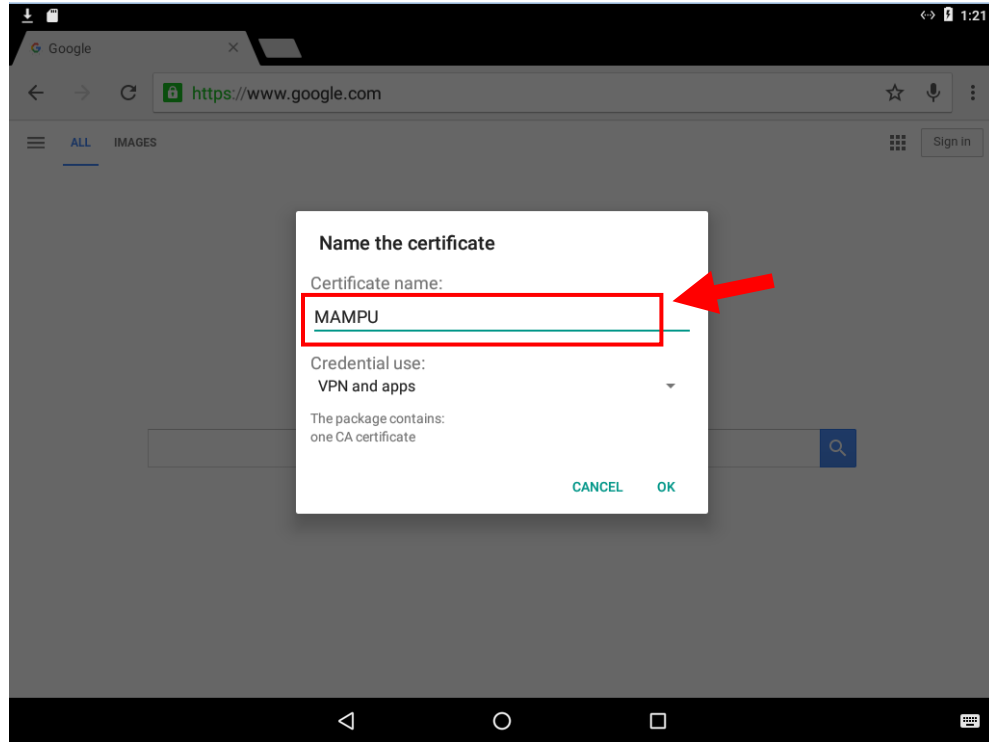 1:21
Google
https://www.google.com
ALL IMAGES Sign in
Name the certificate
Certificate name:
MAMPU
Credential use:
VPN and apps
The package contains:
one CA certificate
CANCEL OK